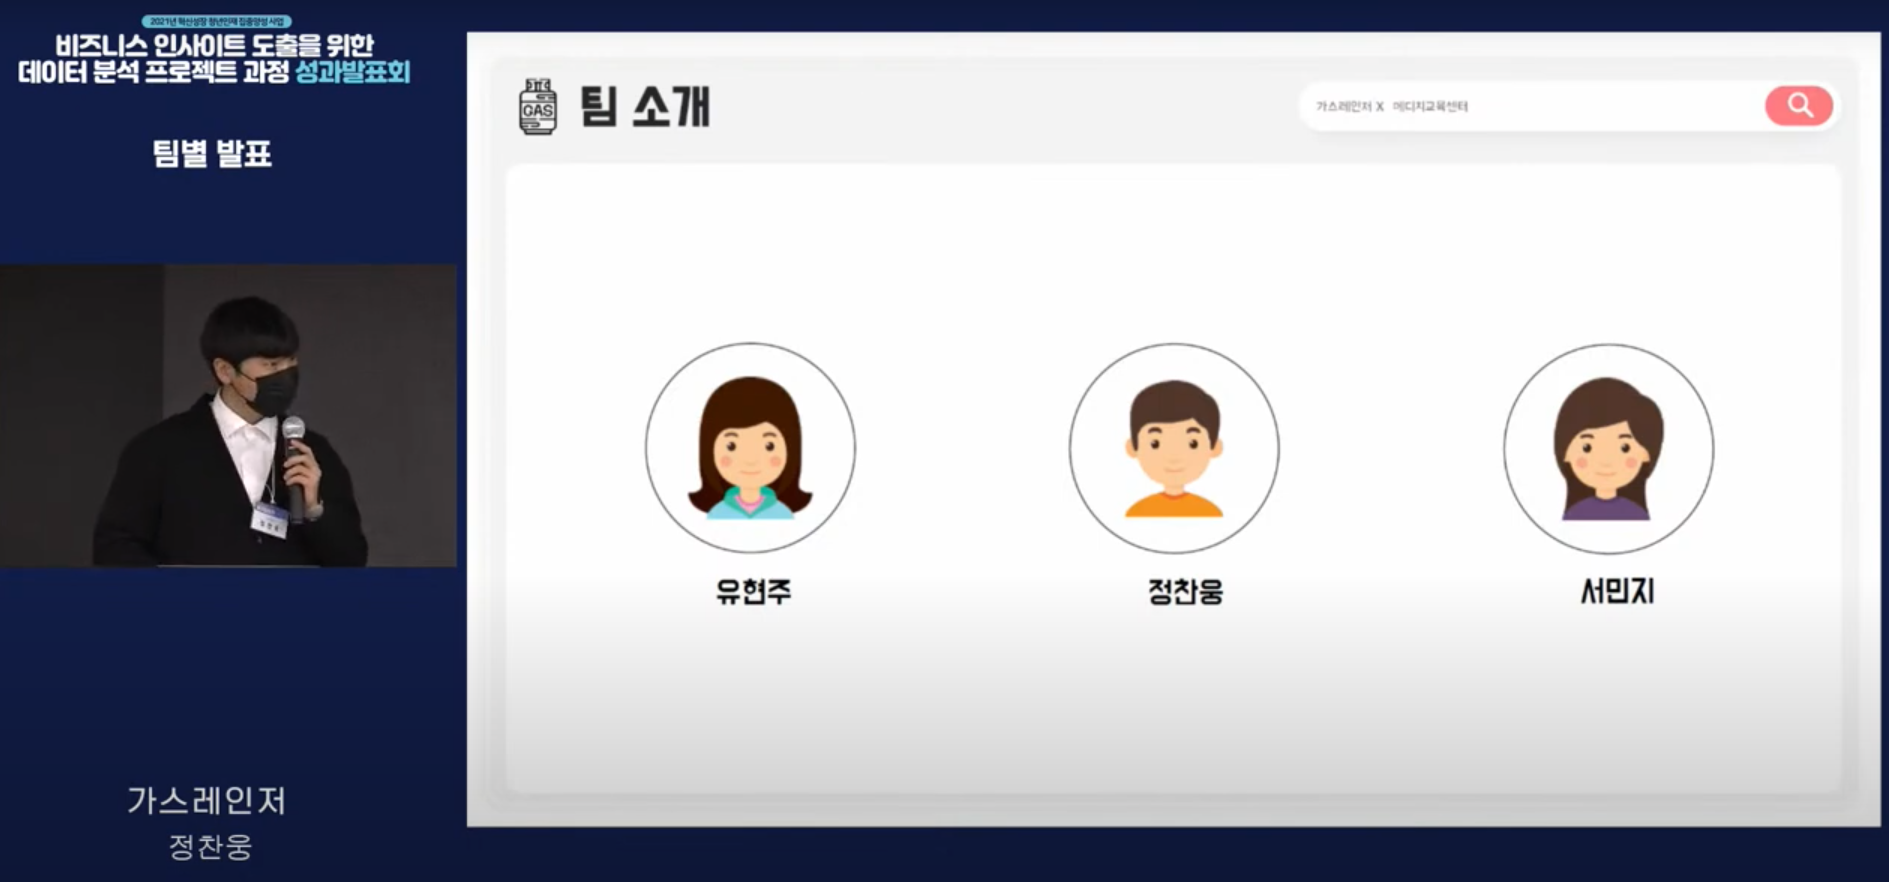 2021년 혁신성장 청년인재 집중양성 사업
비즈니스 인사이트 도출을 위한
데이터 분석 프로젝트 과정 성과발표회
팀별 발표
GAS
팀 소개
가스레인저 X 메디치교육센터
유현주
정찬웅
서민지
가스레인저
정찬웅